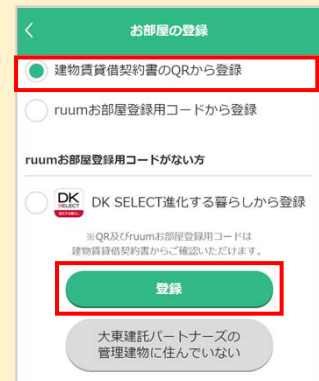 お部屋の登録
建物賃貸借契約書のQRから登録
ruumお部屋登録用コードから登録
ruumお部屋登録用コードがない方
DK
SELECT
DK SELECT進化する暮らしから登録
※QR及びruumお部屋登録用コードは
建物賃貸借契約書からご確認いただけます。
登録
大東建託パートナーズの
管理建物に住んでいない